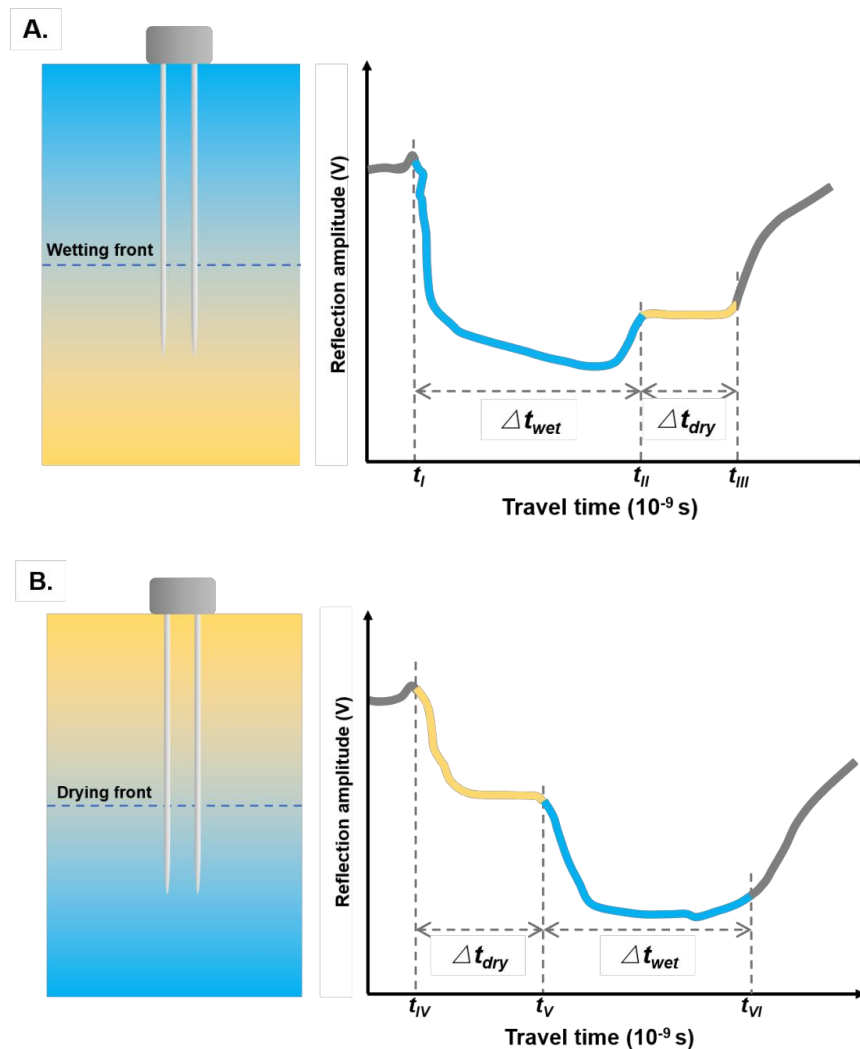 A.
Wetting front
Reflection amplitude (V)
△t_wet
△t_dry
t_I
t_II
t_III
Travel time (10⁻⁹ s)
B.
Drying front
Reflection amplitude (V)
△t_dry
△t_wet
t_IV
t_V
t_VI
Travel time (10⁻⁹ s)